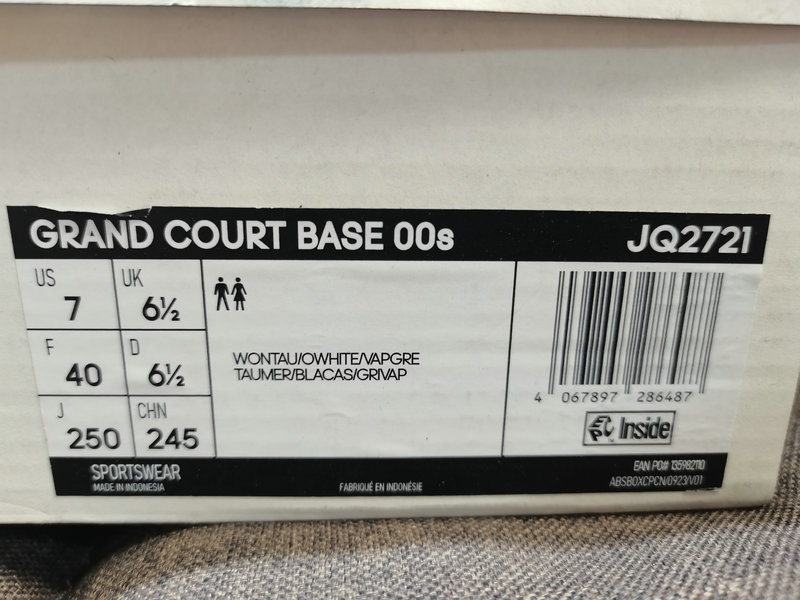 GRAND COURT BASE 00s JQ2721
US 7 UK 6½
F 40 D 6½
J 250 CHN 245
WONTAU/OWHITE/VAPGRE
TAUMER/BLACAS/GRIVAP
4 067897 286487
EPC Inside
SPORTSWEAR
MADE IN INDONESIA
FABRIQUÉ EN INDONÉSIE
EAN PO# 135982110
ABSBOXCPCN/0923/V01